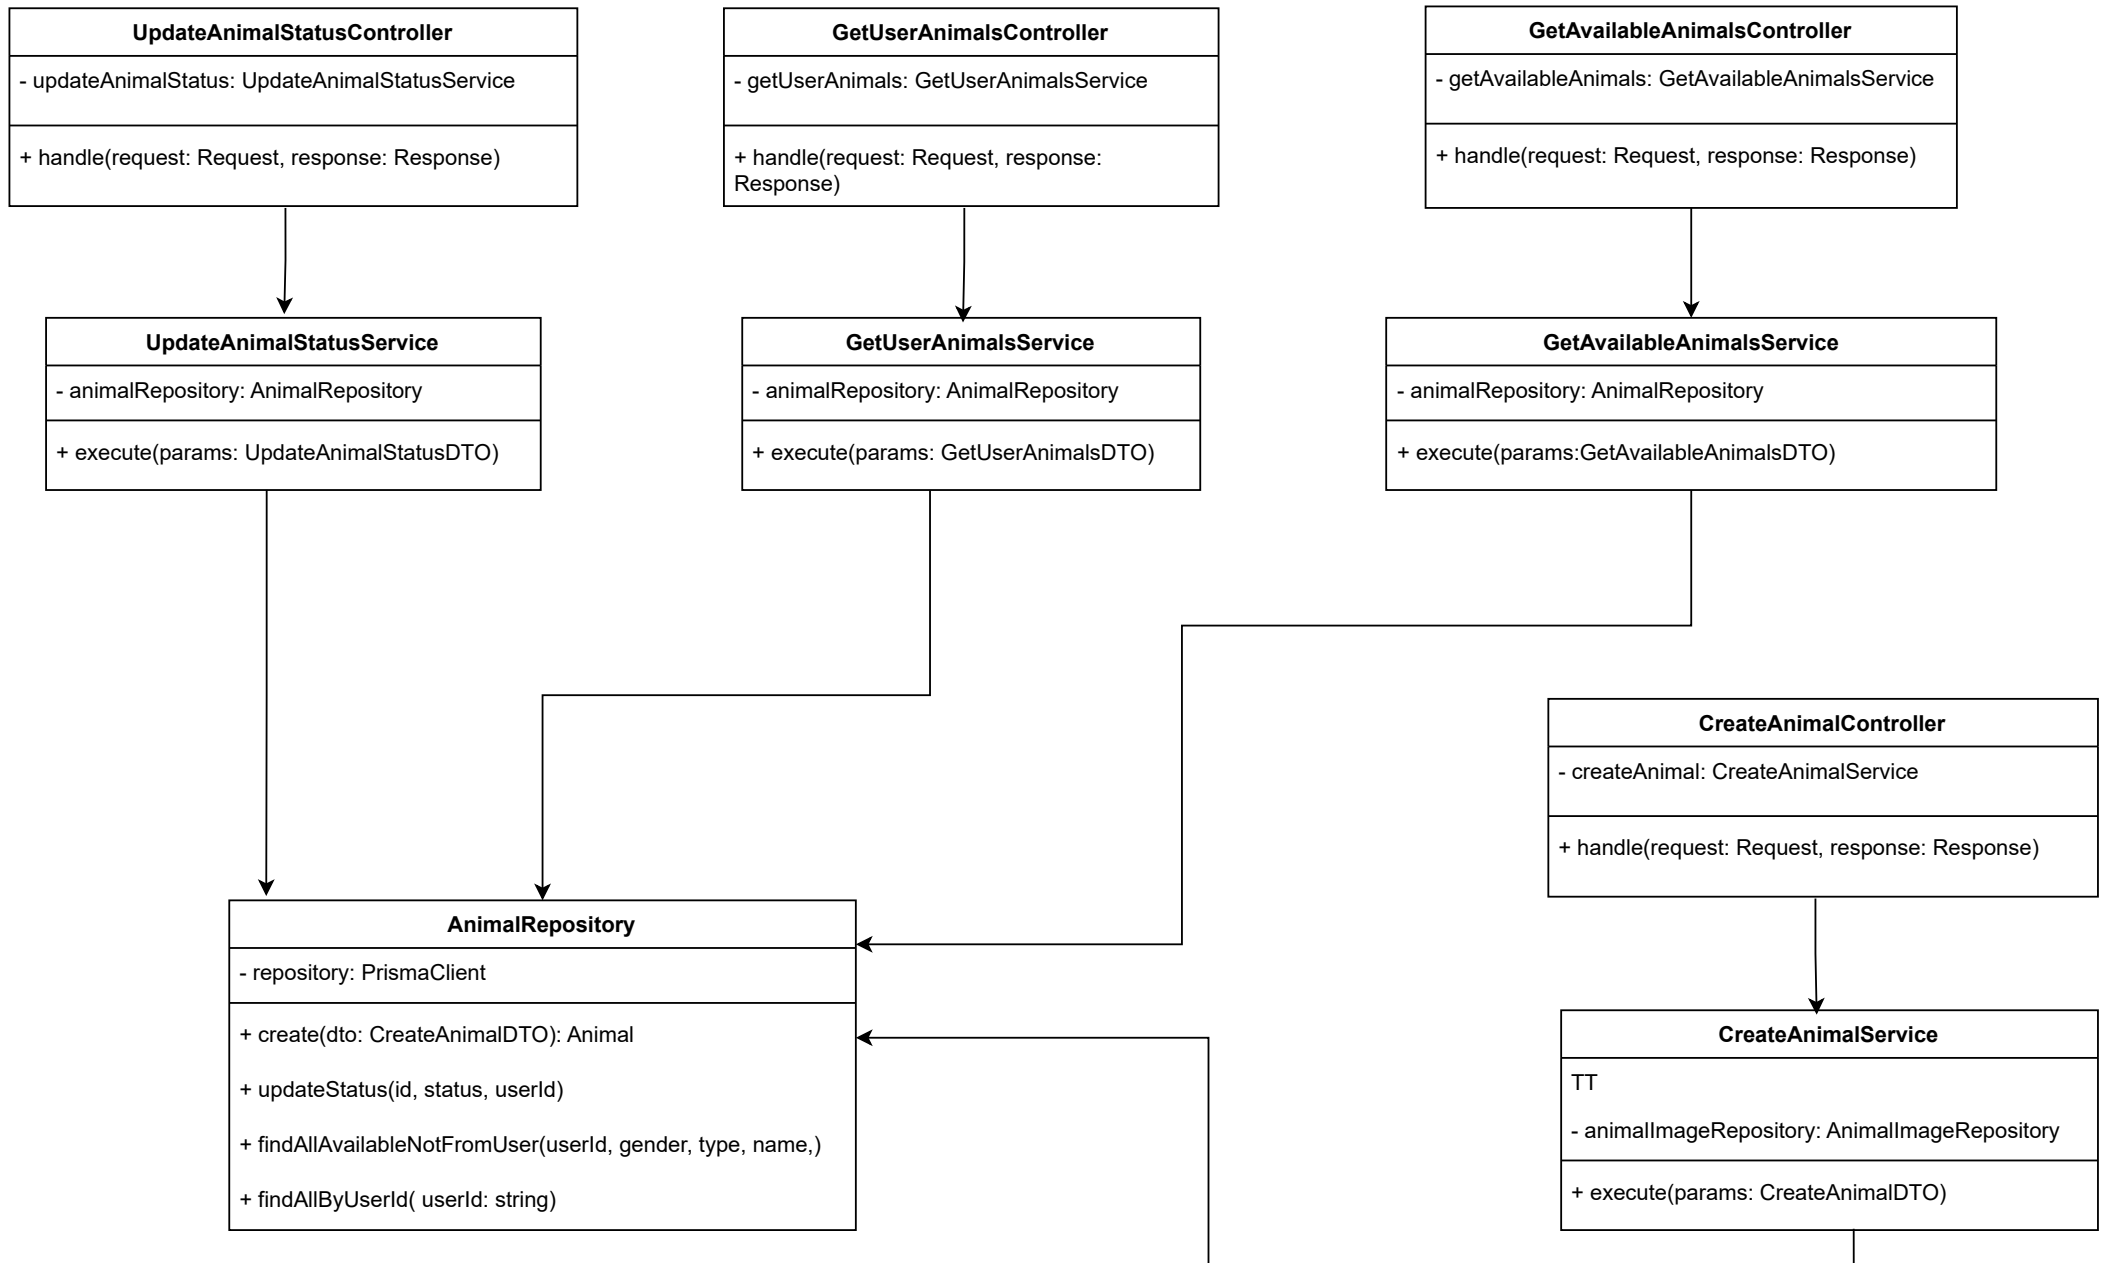 UpdateAnimalStatusController
- updateAnimalStatus: UpdateAnimalStatusService
+ handle(request: Request, response: Response)
GetUserAnimalsController
- getUserAnimals: GetUserAnimalsService
+ handle(request: Request, response:
Response)
GetAvailableAnimalsController
- getAvailableAnimals: GetAvailableAnimalsService
+ handle(request: Request, response: Response)
UpdateAnimalStatusService
- animalRepository: AnimalRepository
+ execute(params: UpdateAnimalStatusDTO)
GetUserAnimalsService
- animalRepository: AnimalRepository
+ execute(params: GetUserAnimalsDTO)
GetAvailableAnimalsService
- animalRepository: AnimalRepository
+ execute(params:GetAvailableAnimalsDTO)
CreateAnimalController
- createAnimal: CreateAnimalService
+ handle(request: Request, response: Response)
AnimalRepository
- repository: PrismaClient
+ create(dto: CreateAnimalDTO): Animal
+ updateStatus(id, status, userId)
+ findAllAvailableNotFromUser(userId, gender, type, name,)
+ findAllByUserId( userId: string)
CreateAnimalService
TT
- animalImageRepository: AnimalImageRepository
+ execute(params: CreateAnimalDTO)